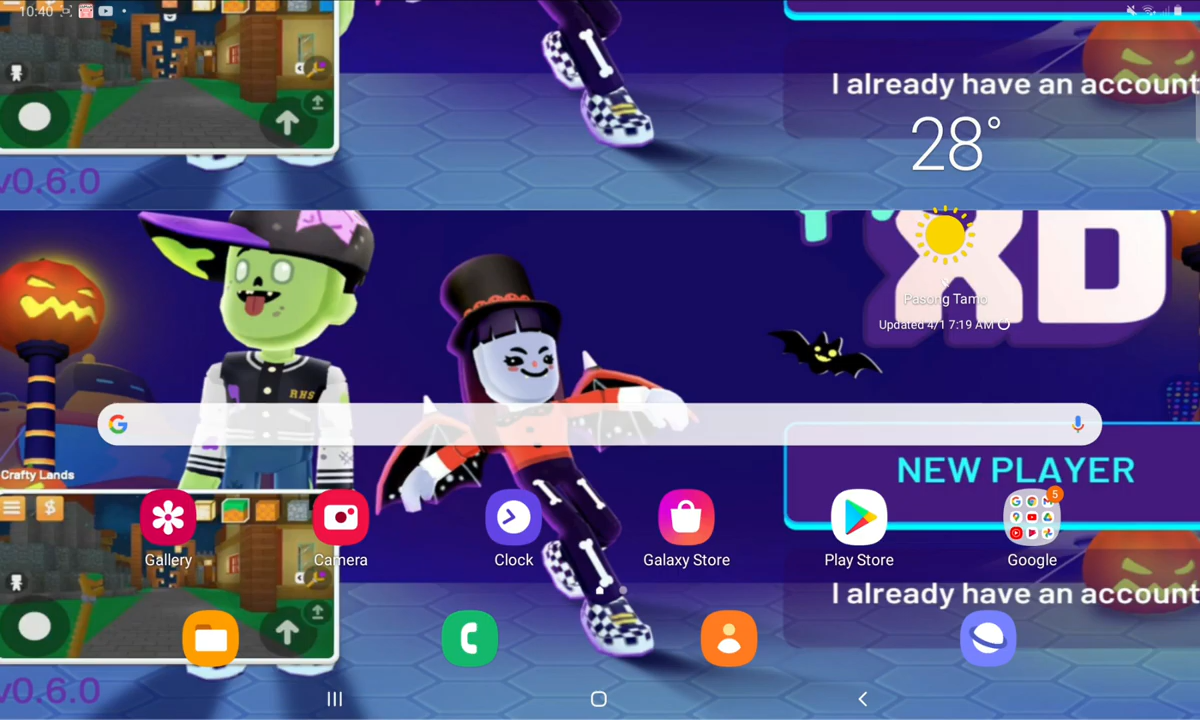 10:40
I already have an account
28°
v0.6.0
XD
Pasong Tamo
Updated 4/1 7:19 AM
RHS
Crafty Lands
NEW PLAYER
5
Gallery
Camera
Clock
Galaxy Store
Play Store
Google
I already have an account
v0.6.0